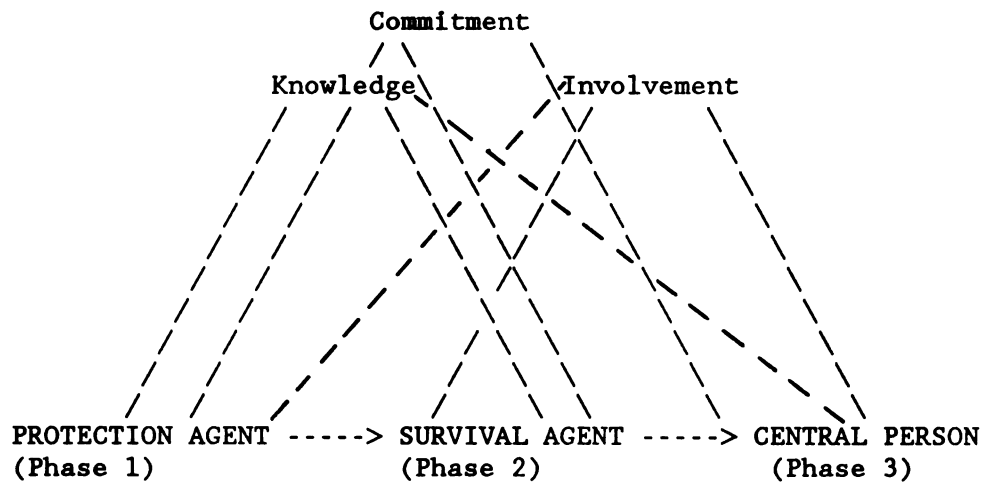 Commitment
Knowledge Involvement
PROTECTION AGENT -----> SURVIVAL AGENT -----> CENTRAL PERSON
(Phase 1) (Phase 2) (Phase 3)